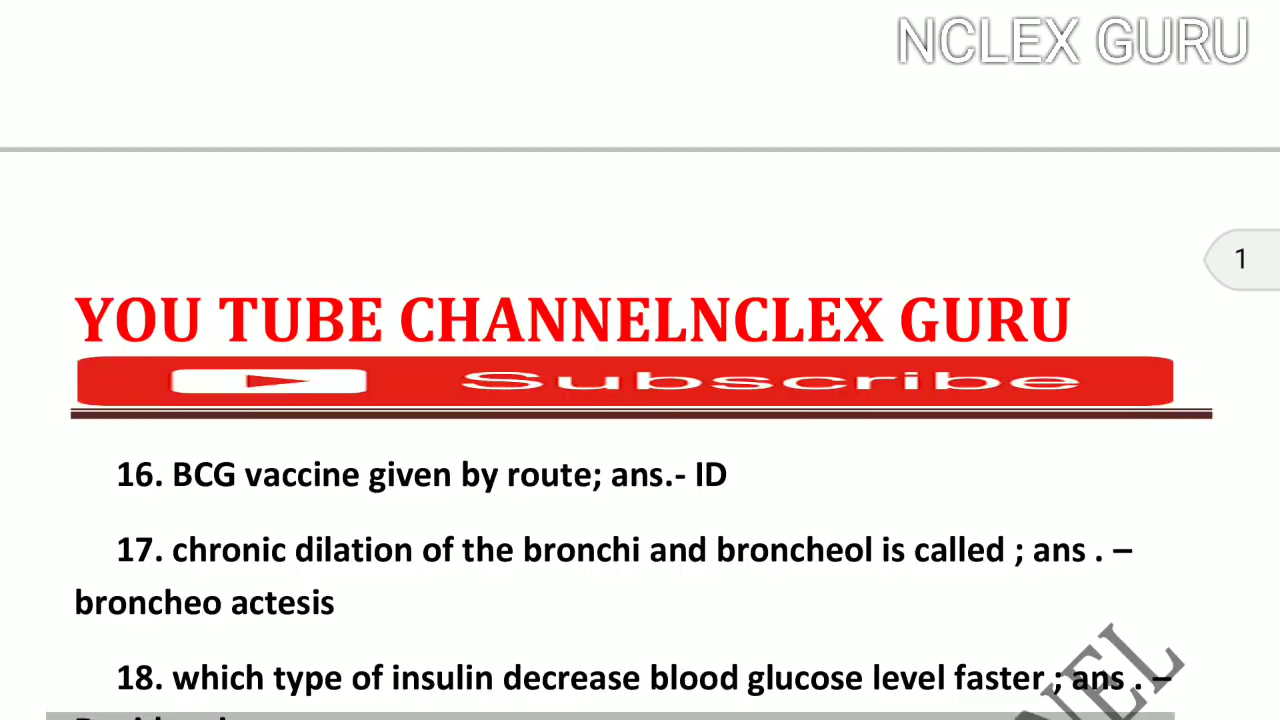 NCLEX GURU
1
YOU TUBE CHANNELNCLEX GURU
Subscribe
16. BCG vaccine given by route; ans.- ID
17. chronic dilation of the bronchi and broncheol is called ; ans . –
broncheo actesis
18. which type of insulin decrease blood glucose level faster ; ans . –
NEL